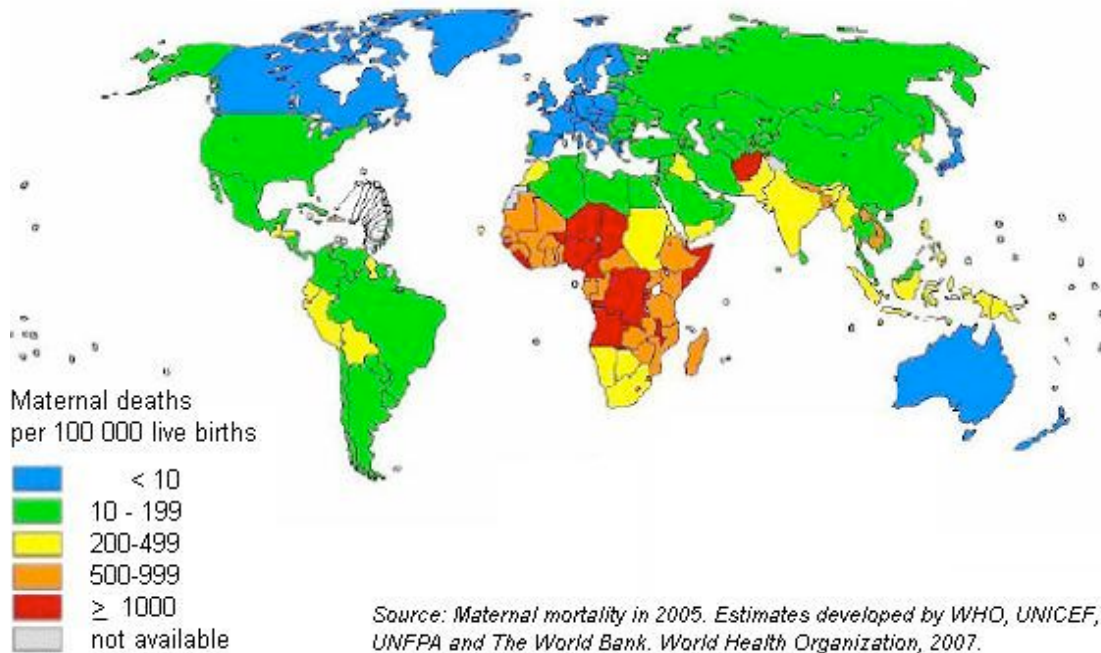 Maternal deaths
per 100 000 live births
< 10
10 - 199
200-499
500-999
≥ 1000
not available
Source: Maternal mortality in 2005. Estimates developed by WHO, UNICEF,
UNFPA and The World Bank. World Health Organization, 2007.